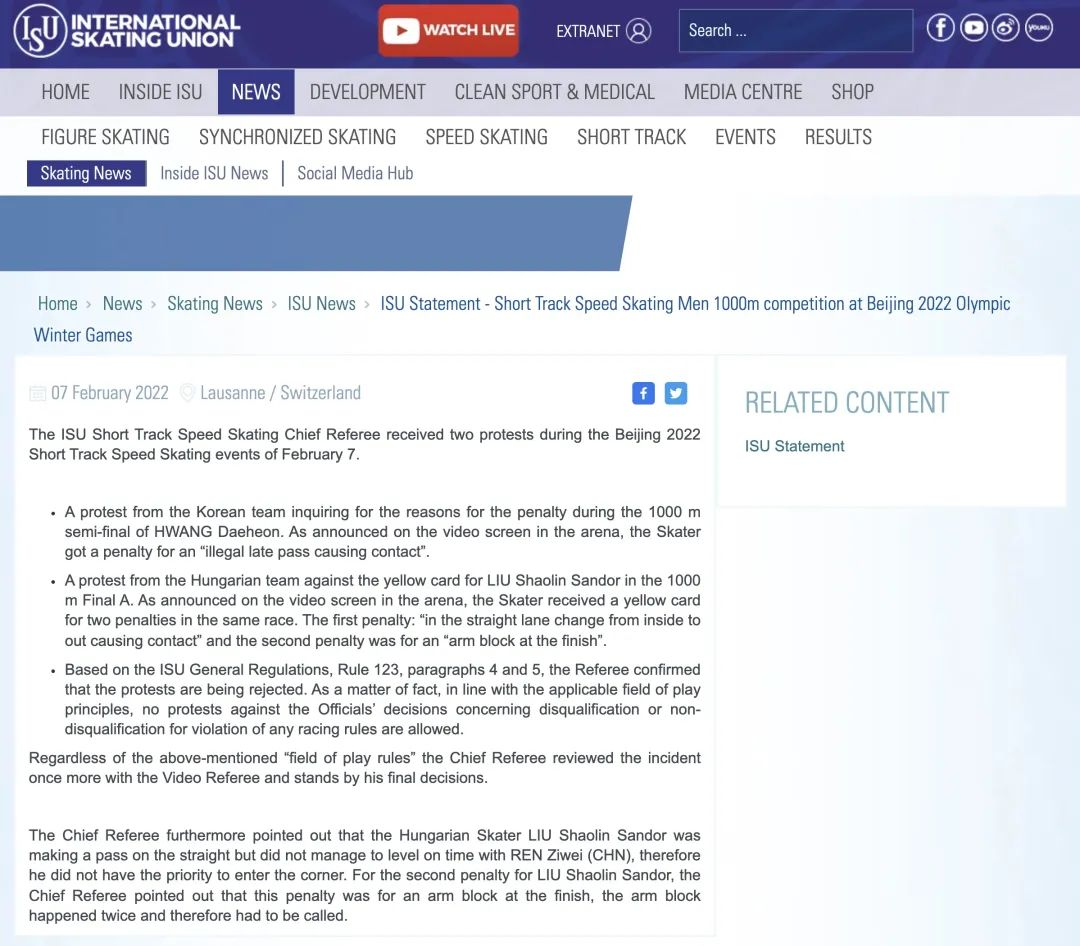 ISU INTERNATIONAL
SKATING UNION
WATCH LIVE
EXTRANET
Search ...
YOUKU
HOME INSIDE ISU NEWS DEVELOPMENT CLEAN SPORT & MEDICAL MEDIA CENTRE SHOP
FIGURE SKATING SYNCHRONIZED SKATING SPEED SKATING SHORT TRACK EVENTS RESULTS
Skating News Inside ISU News Social Media Hub
Home › News › Skating News › ISU News › ISU Statement - Short Track Speed Skating Men 1000m competition at Beijing 2022 Olympic
Winter Games
07 February 2022 Lausanne / Switzerland
The ISU Short Track Speed Skating Chief Referee received two protests during the Beijing 2022
Short Track Speed Skating events of February 7.
• A protest from the Korean team inquiring for the reasons for the penalty during the 1000 m
semi-final of HWANG Daeheon. As announced on the video screen in the arena, the Skater
got a penalty for an “illegal late pass causing contact”.
• A protest from the Hungarian team against the yellow card for LIU Shaolin Sandor in the 1000
m Final A. As announced on the video screen in the arena, the Skater received a yellow card
for two penalties in the same race. The first penalty: “in the straight lane change from inside to
out causing contact” and the second penalty was for an “arm block at the finish”.
• Based on the ISU General Regulations, Rule 123, paragraphs 4 and 5, the Referee confirmed
that the protests are being rejected. As a matter of fact, in line with the applicable field of play
principles, no protests against the Officials’ decisions concerning disqualification or non-
disqualification for violation of any racing rules are allowed.
Regardless of the above-mentioned “field of play rules” the Chief Referee reviewed the incident
once more with the Video Referee and stands by his final decisions.
The Chief Referee furthermore pointed out that the Hungarian Skater LIU Shaolin Sandor was
making a pass on the straight but did not manage to level on time with REN Ziwei (CHN), therefore
he did not have the priority to enter the corner. For the second penalty for LIU Shaolin Sandor, the
Chief Referee pointed out that this penalty was for an arm block at the finish, the arm block
happened twice and therefore had to be called.
RELATED CONTENT
ISU Statement